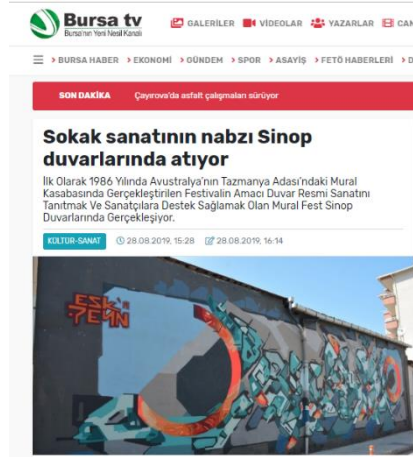 Bursa tv
Bursa'nın Yeni Nesil Kanalı
GALERİLER VİDEOLAR YAZARLAR CAN
> BURSA HABER > EKONOMİ > GÜNDEM > SPOR > ASAYİŞ > FETÖ HABERLERİ > D
SON DAKİKA Çayırova'da asfalt çalışmaları sürüyor
Sokak sanatının nabzı Sinop
duvarlarında atıyor
İlk Olarak 1986 Yılında Avustralya'nın Tazmanya Adası'ndaki Mural
Kasabasında Gerçekleştirilen Festivalin Amacı Duvar Resmi Sanatını
Tanıtmak Ve Sanatçılara Destek Sağlamak Olan Mural Fest Sinop
Duvarlarında Gerçekleşiyor.
KÜLTÜR-SANAT 28.08.2019, 15:28 28.08.2019, 16:14